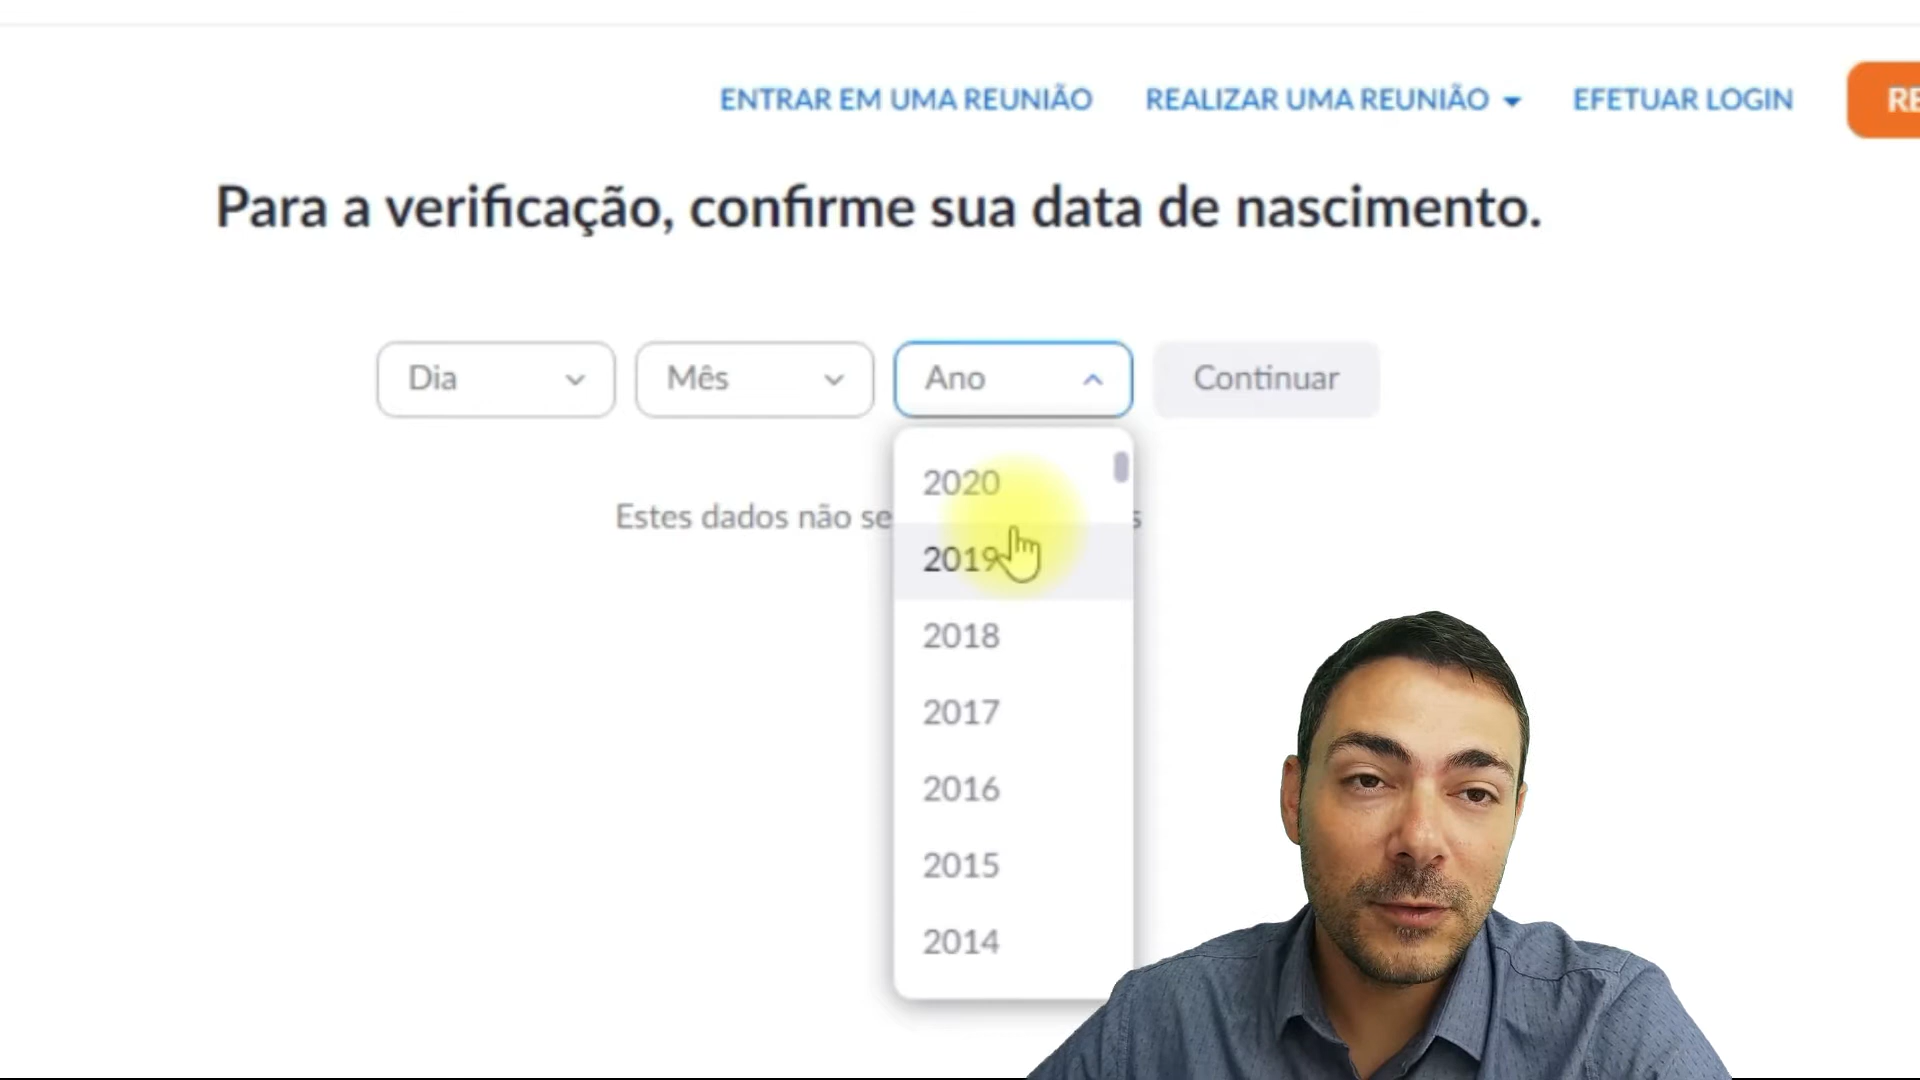 ENTRAR EM UMA REUNIÃO REALIZAR UMA REUNIÃO EFETUAR LOGIN RE
Para a verificação, confirme sua data de nascimento.
Dia Mês Ano Continuar
2020
Estes dados não se s
2019
2018
2017
2016
2015
2014